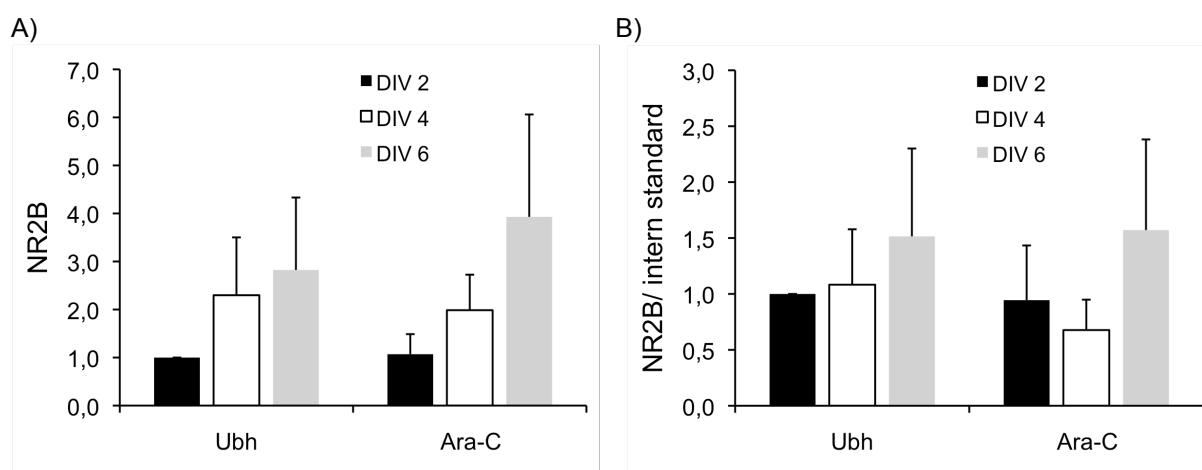 A)
NR2B
7,0
6,0
5,0
4,0
3,0
2,0
1,0
0,0
DIV 2
DIV 4
DIV 6
Ubh
Ara-C
B)
NR2B/ intern standard
3,0
2,5
2,0
1,5
1,0
0,5
0,0
DIV 2
DIV 4
DIV 6
Ubh
Ara-C